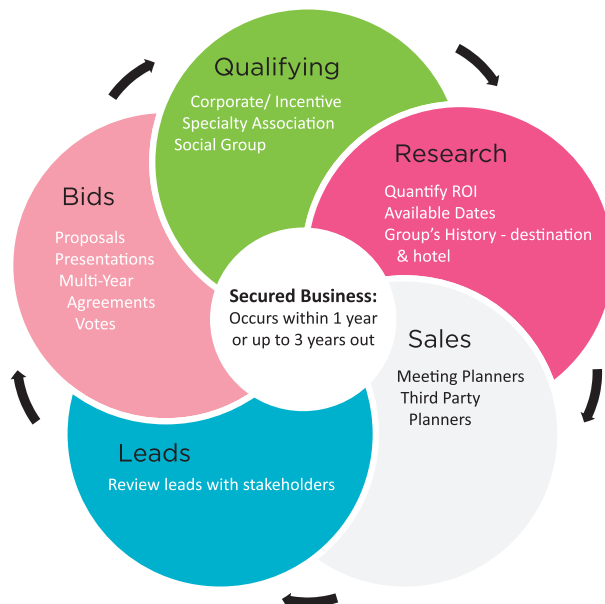 Qualifying
Corporate/ Incentive
Specialty Association
Social Group
Research
Quantify ROI
Available Dates
Group's History - destination
& hotel
Sales
Meeting Planners
Third Party
Planners
Leads
Review leads with stakeholders
Bids
Proposals
Presentations
Multi-Year
Agreements
Votes
Secured Business:
Occurs within 1 year
or up to 3 years out